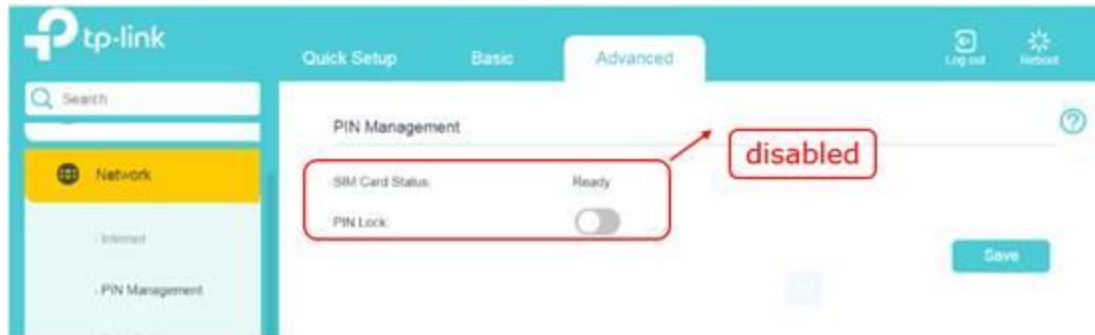 tp-link
Quick Setup Basic Advanced
Log out Reboot
Search
PIN Management
disabled
Network
SIM Card Status: Ready
PIN Lock:
- Internet
Save
- PIN Management